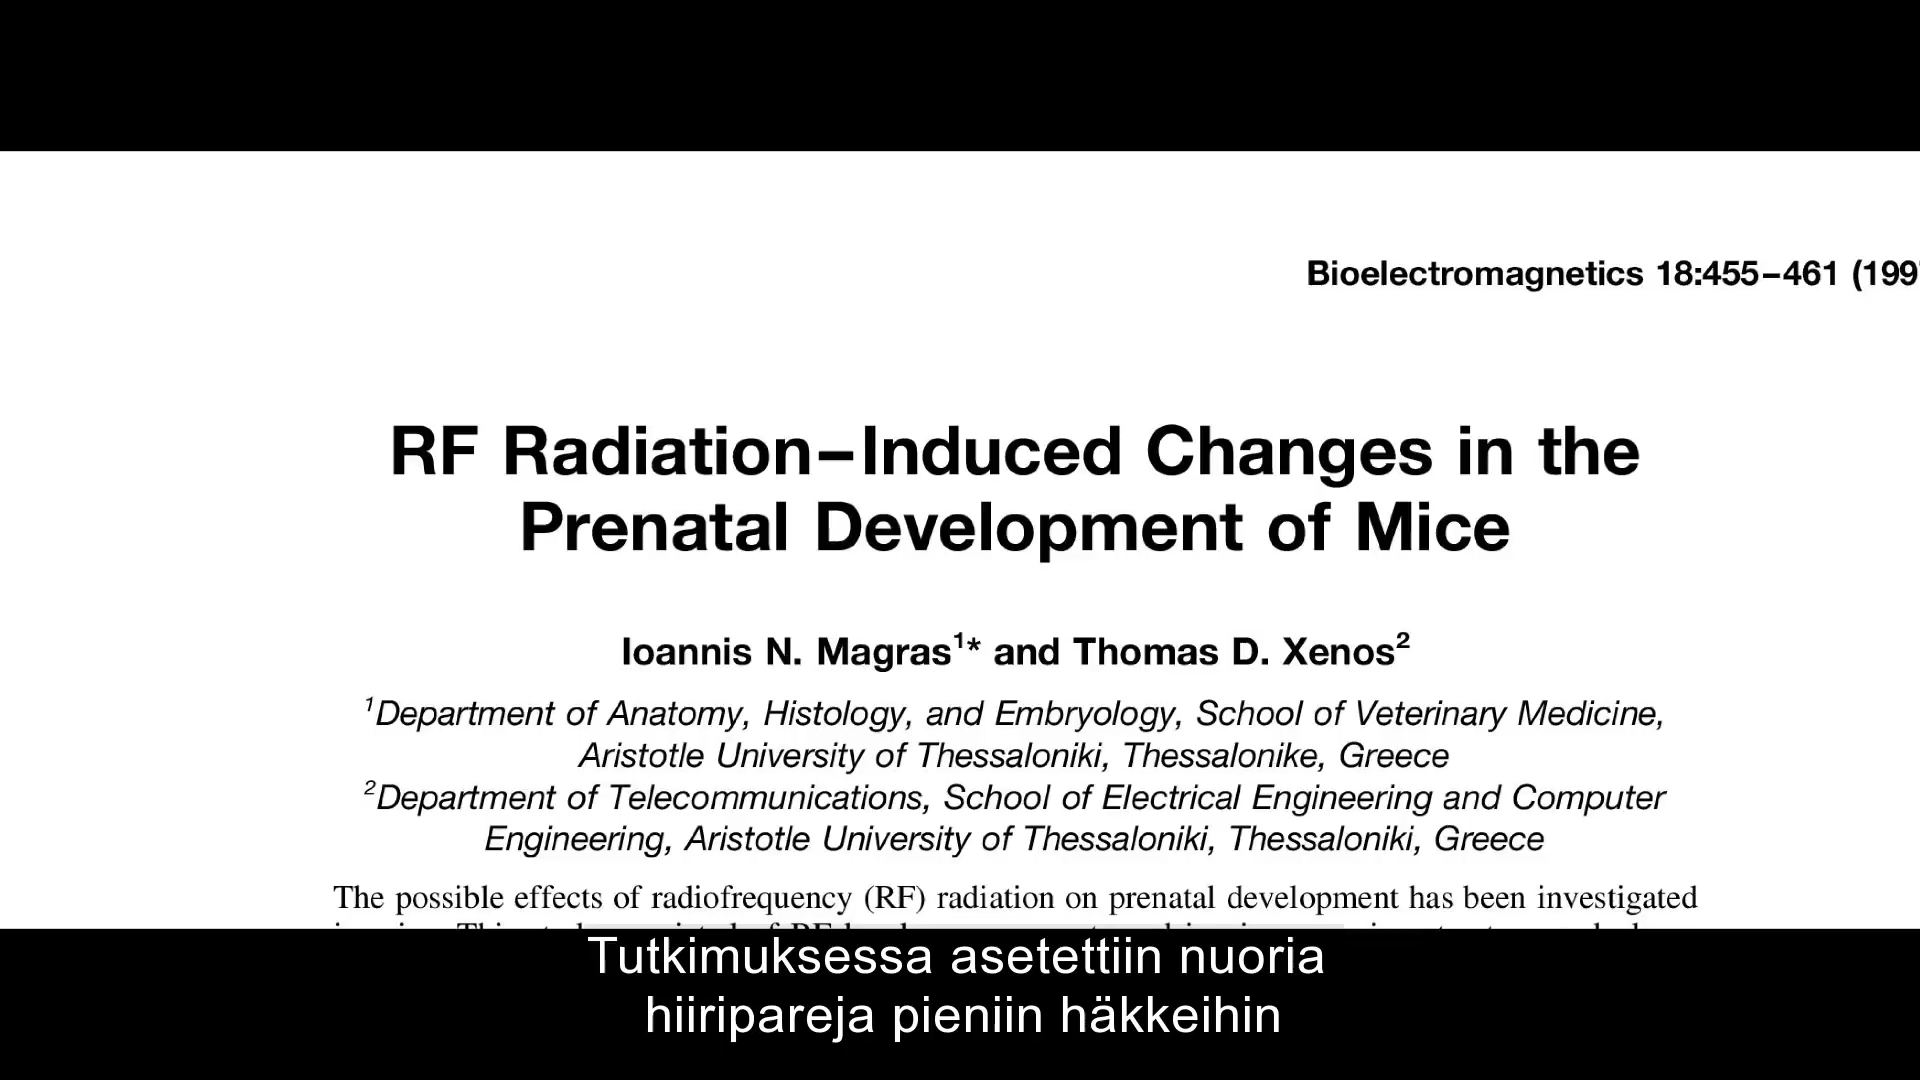 Bioelectromagnetics 18:455–461 (199
RF Radiation–Induced Changes in the
Prenatal Development of Mice
Ioannis N. Magras¹* and Thomas D. Xenos²
¹Department of Anatomy, Histology, and Embryology, School of Veterinary Medicine,
Aristotle University of Thessaloniki, Thessalonike, Greece
²Department of Telecommunications, School of Electrical Engineering and Computer
Engineering, Aristotle University of Thessaloniki, Thessaloniki, Greece
The possible effects of radiofrequency (RF) radiation on prenatal development has been investigated
Tutkimuksessa asetettiin nuoria
hiiripareja pieniin häkkeihin